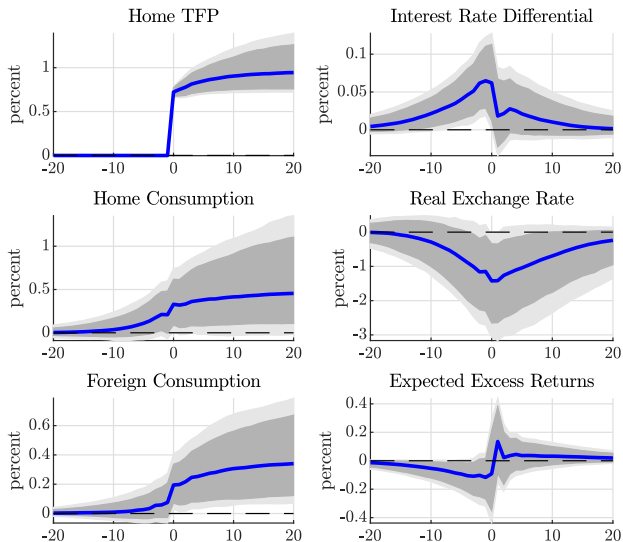 Home TFP
percent
1
0.5
0
-20 -10 0 10 20
Interest Rate Differential
percent
0.1
0.05
0
-20 -10 0 10 20
Home Consumption
percent
1
0.5
0
-20 -10 0 10 20
Real Exchange Rate
percent
0
-1
-2
-3
-20 -10 0 10 20
Foreign Consumption
percent
0.6
0.4
0.2
0
-20 -10 0 10 20
Expected Excess Returns
percent
0.4
0.2
0
-0.2
-0.4
-20 -10 0 10 20